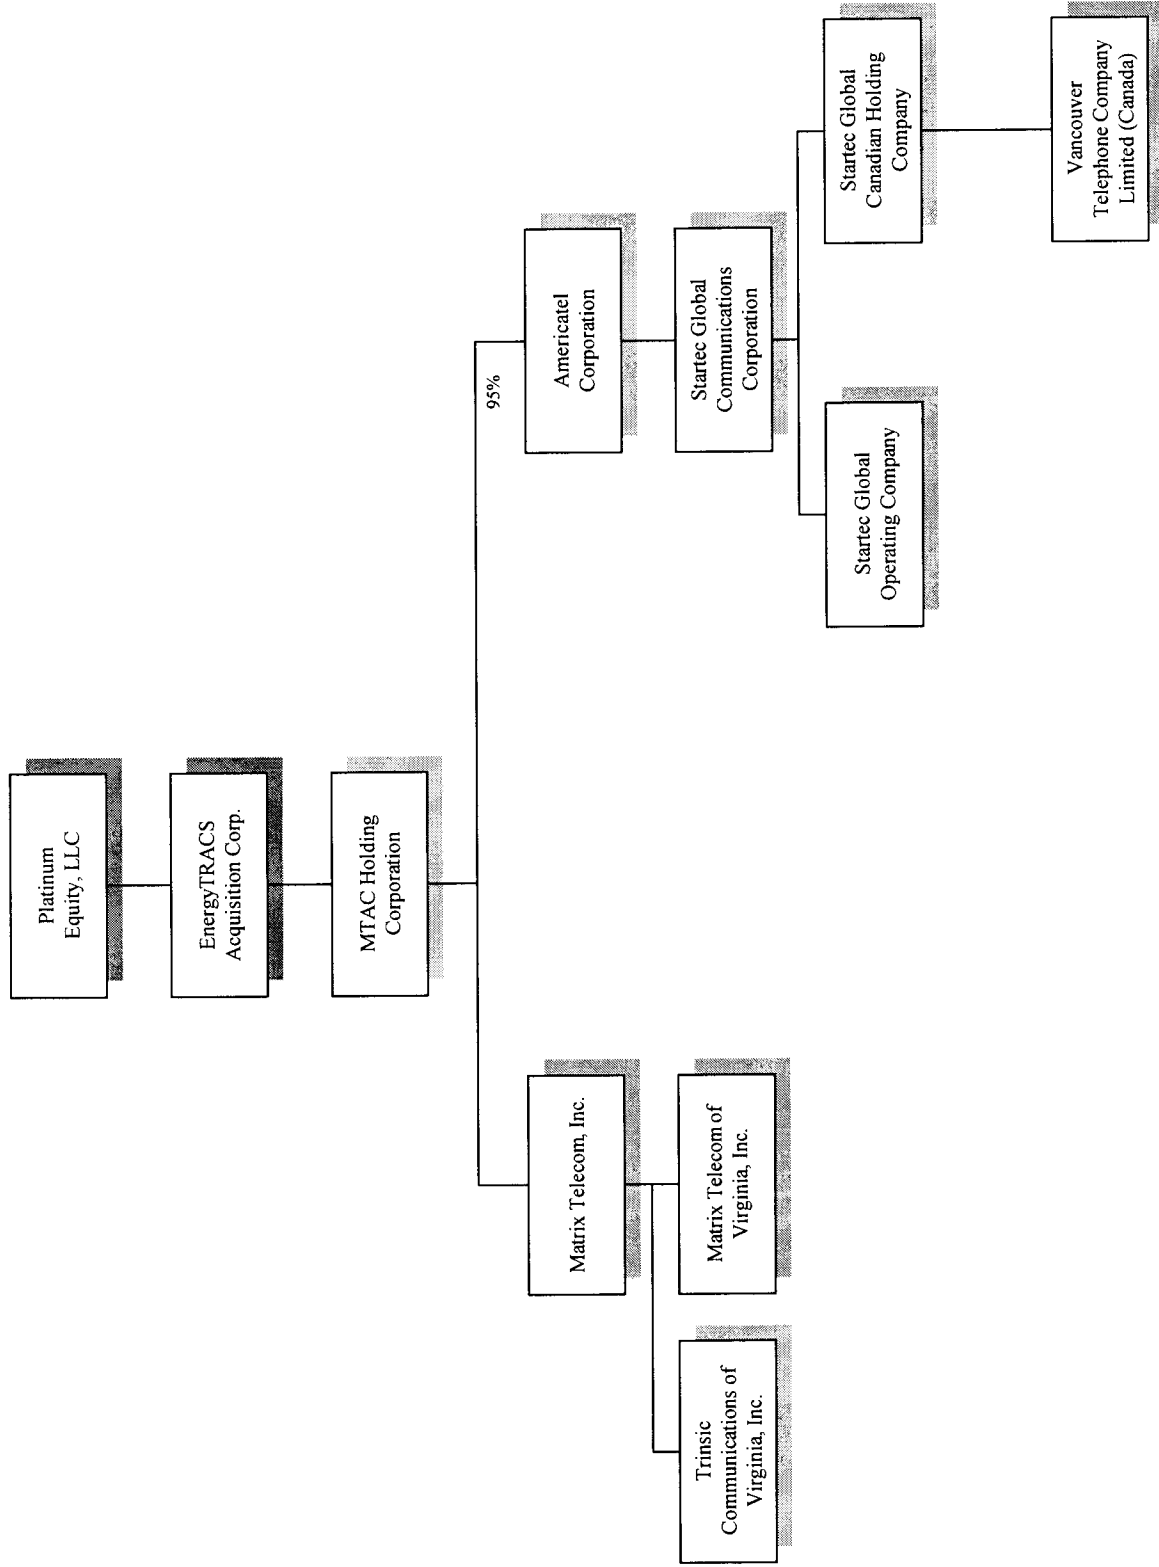 Platinum
Equity, LLC
EnergyTRACS
Acquisition Corp.
MTAC Holding
Corporation
95%
Matrix Telecom, Inc.
Americatel
Corporation
Trinsic
Communications of
Virginia, Inc.
Matrix Telecom of
Virginia, Inc.
Startec Global
Communications
Corporation
Startec Global
Operating Company
Startec Global
Canadian Holding
Company
Vancouver
Telephone Company
Limited (Canada)